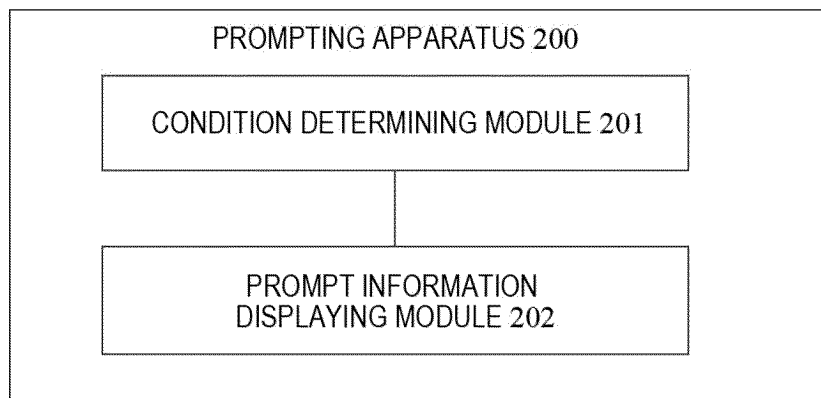 PROMPTING APPARATUS 200
CONDITION DETERMINING MODULE 201
PROMPT INFORMATION
DISPLAYING MODULE 202